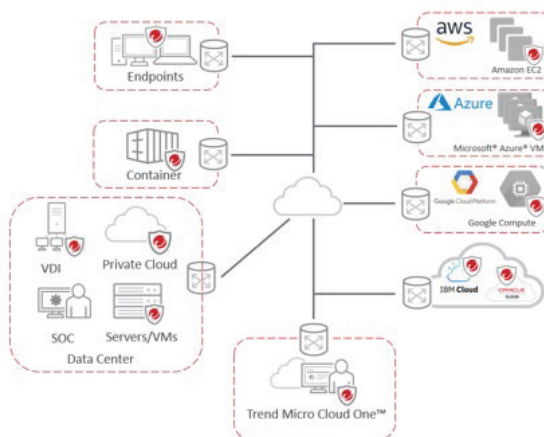 Endpoints
Container
VDI
Private Cloud
SOC
Servers/VMs
Data Center
aws
Amazon EC2
Azure
Microsoft® Azure® VM
Google Cloud Platform
Google Compute
IBM Cloud
ORACLE
CLOUD
Trend Micro Cloud One™